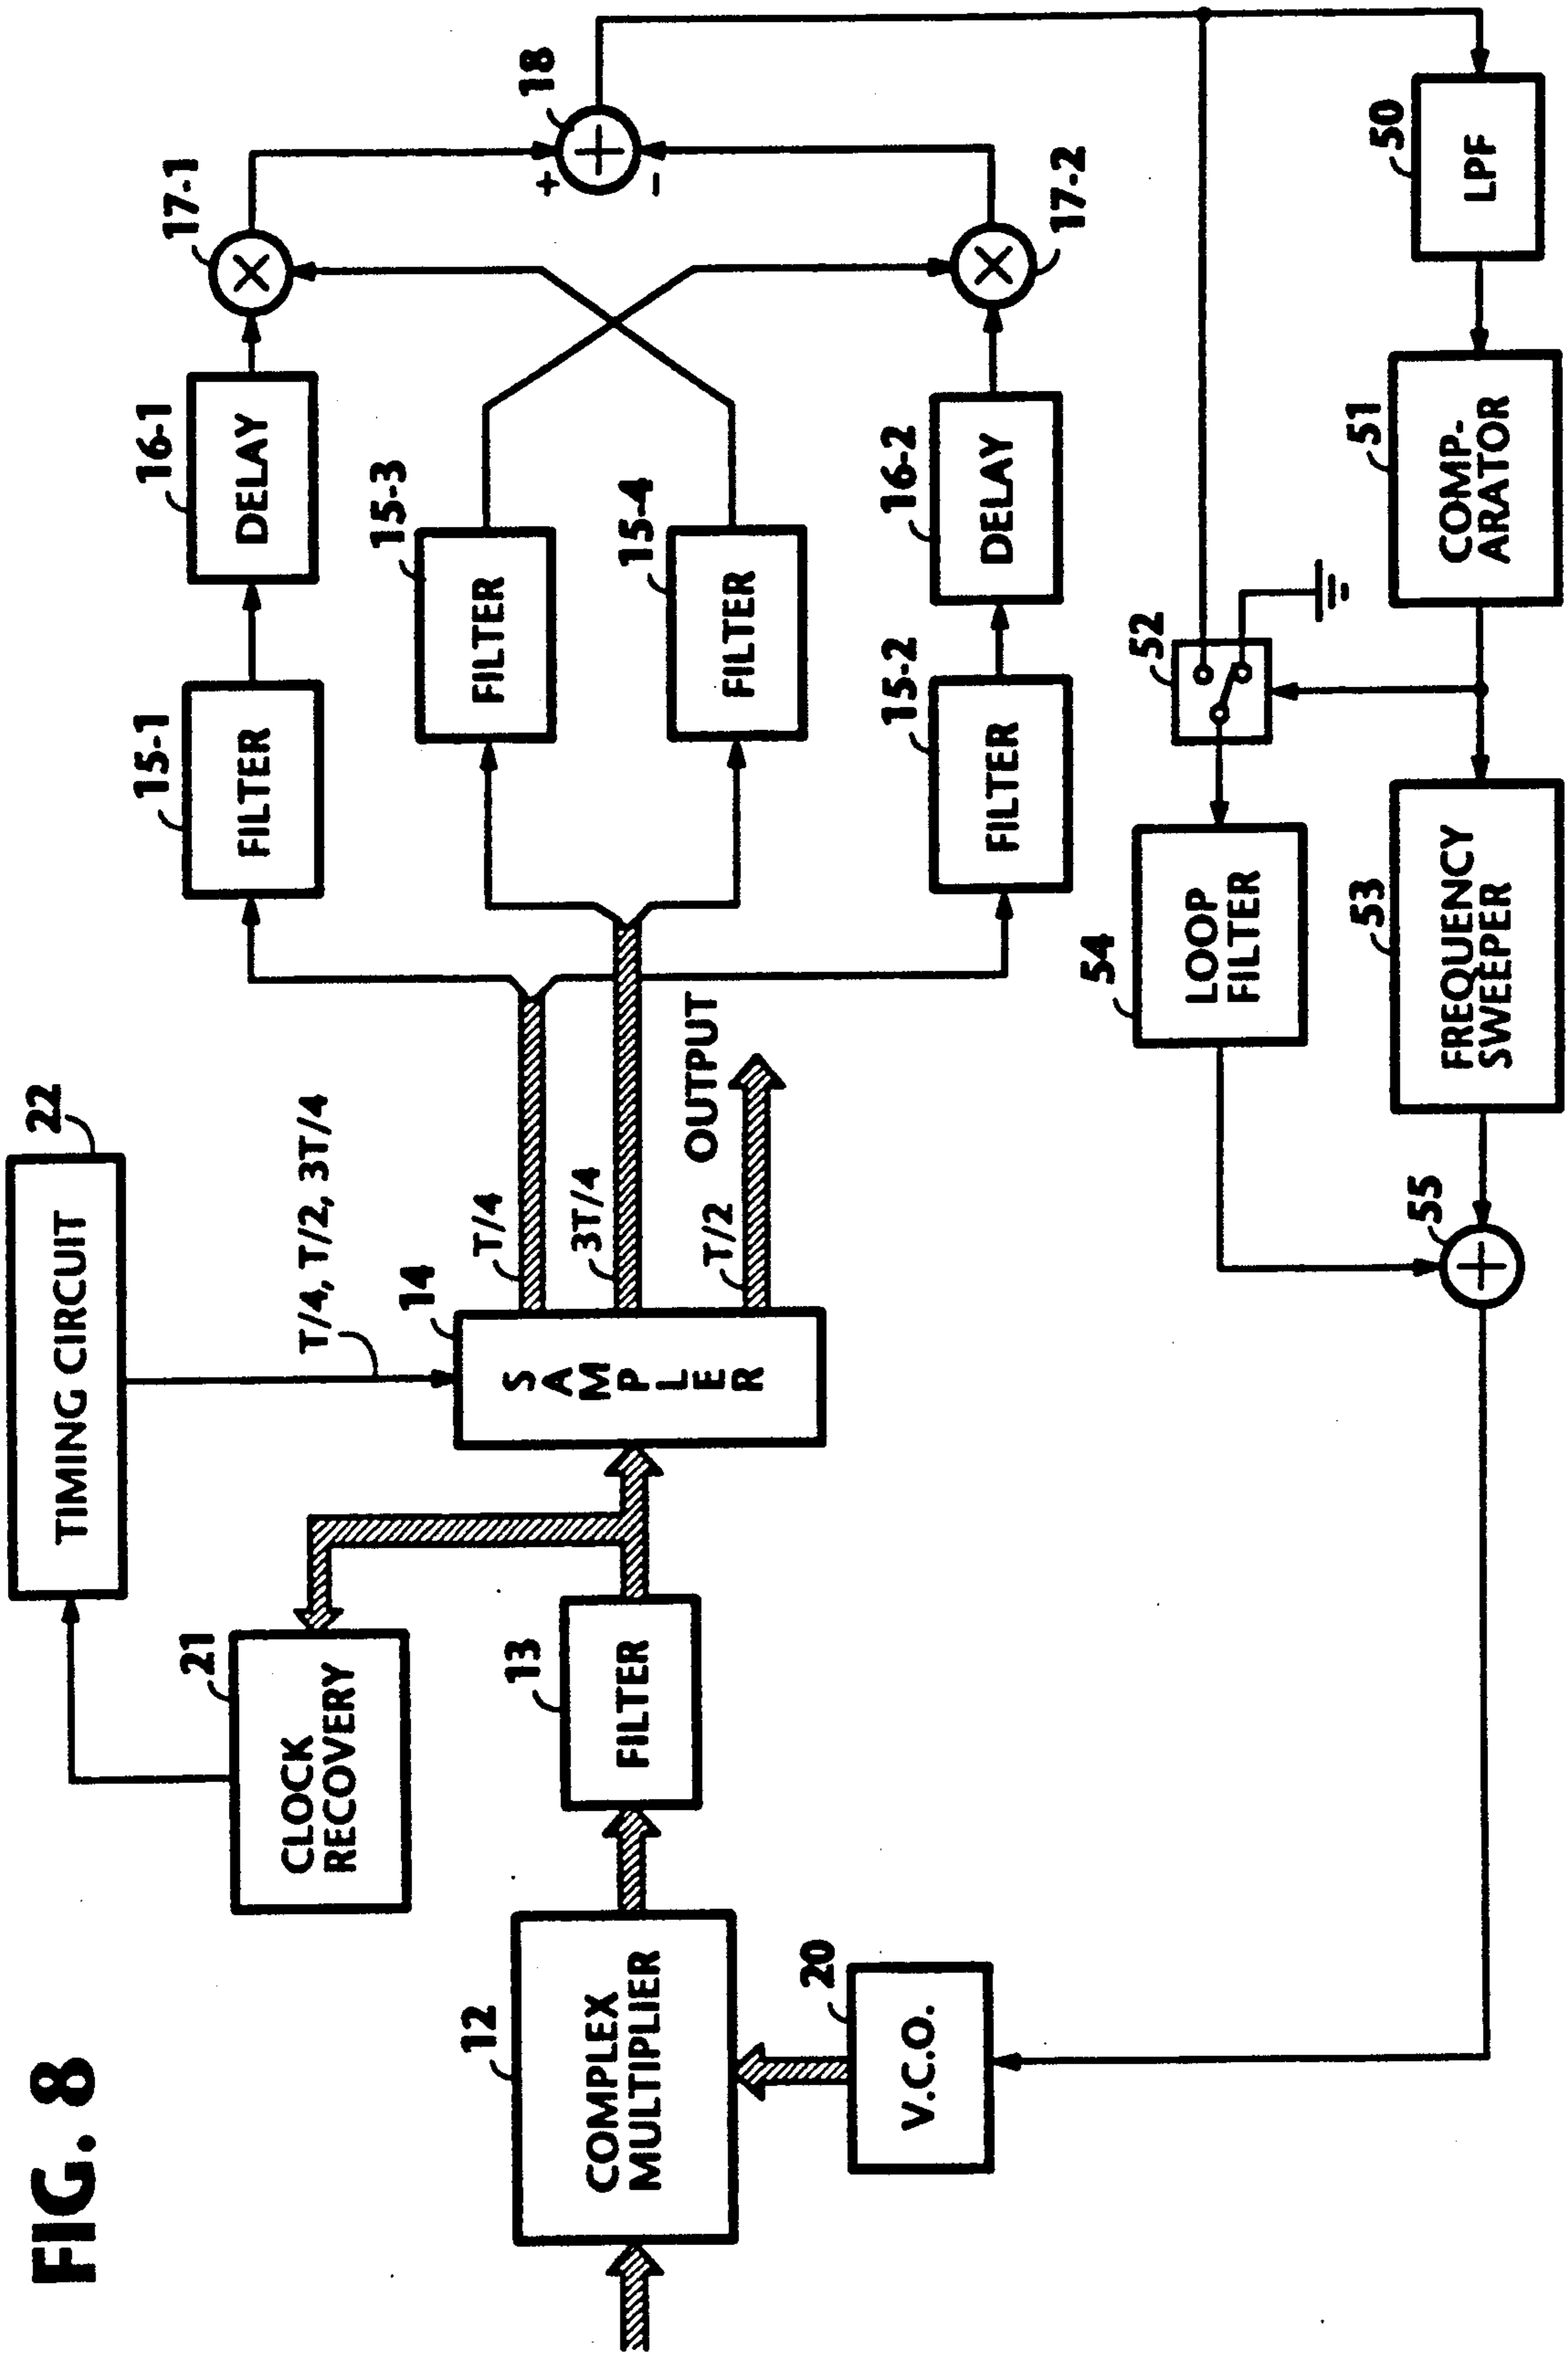 FIG. 8
TIMING CIRCUIT
22
CLOCK
RECOVERY
21
T/4, T/2, 3T/4
COMPLEX
MULTIPLIER
12
FILTER
13
S
A
M
P
L
E
R
14
T/4
3T/4
T/2
OUTPUT
V.C.O.
20
FILTER
15-1
DELAY
16-1
17-1
FILTER
15-3
FILTER
15-4
FILTER
15-2
DELAY
16-2
17-2
+
–
18
LOOP
FILTER
54
52
55
FREQUENCY
SWEEPER
53
COMP-
ARATOR
51
LPF
50